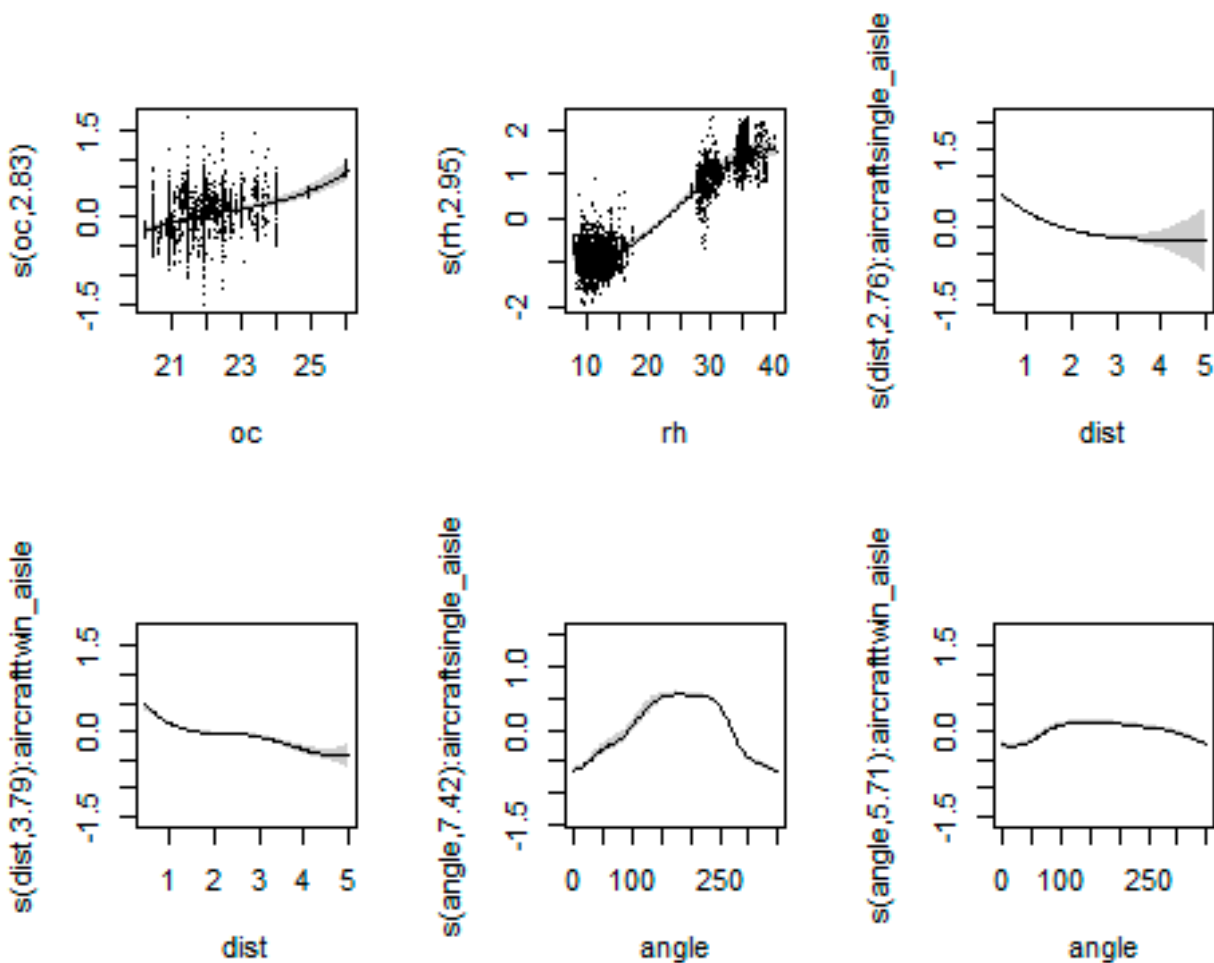 s(oc,2.83)
1.5
0.0
-1.5
21 23 25
oc
s(rh,2.95)
2
1
0
-2
10 20 30 40
rh
s(dist,2.76):aircraftsingle_aisle
1.5
0.0
-1.5
1 2 3 4 5
dist
s(dist,3.79):aircrafttwin_aisle
1.5
0.0
-1.5
1 2 3 4 5
dist
s(angle,7.42):aircraftsingle_aisle
1.0
0.0
-1.5
0 100 250
angle
s(angle,5.71):aircrafttwin_aisle
1.5
0.0
-1.5
0 100 250
angle